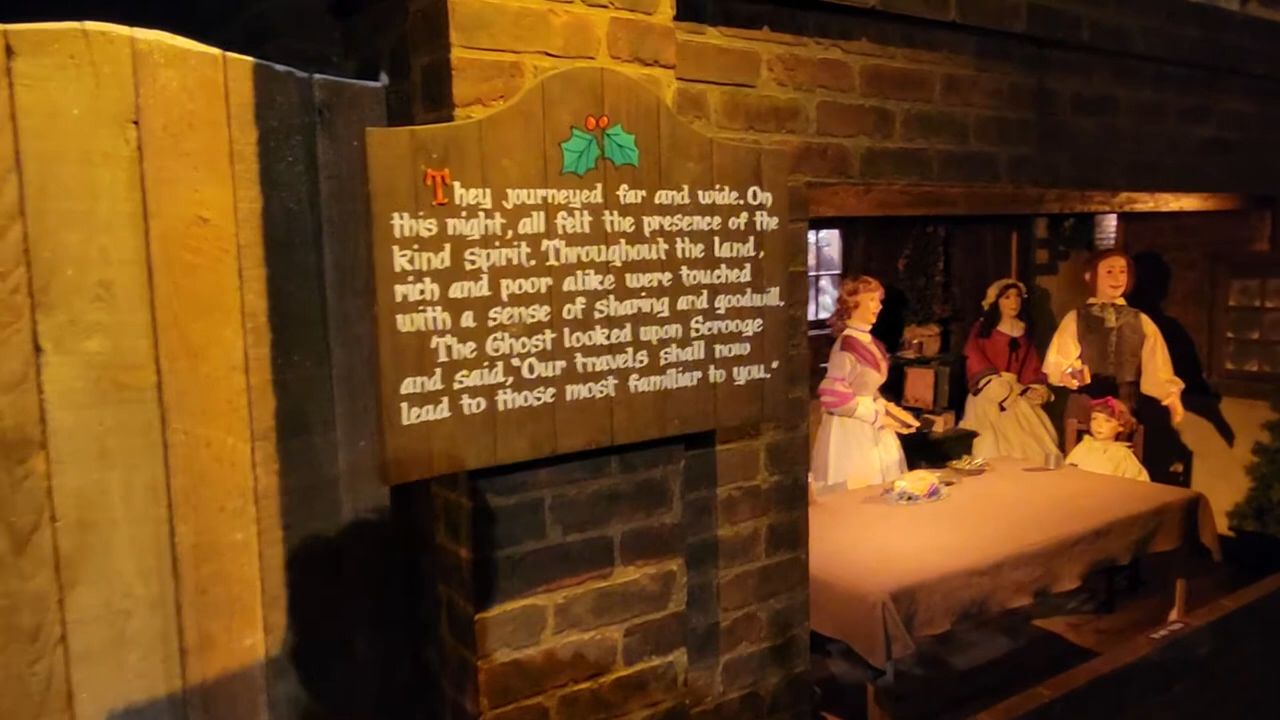 They journeyed far and wide. On
this night, all felt the presence of the
kind spirit. Throughout the land,
rich and poor alike were touched
with a sense of sharing and goodwill.
The Ghost looked upon Scrooge
and said, "Our travels shall now
lead to those most familiar to you."